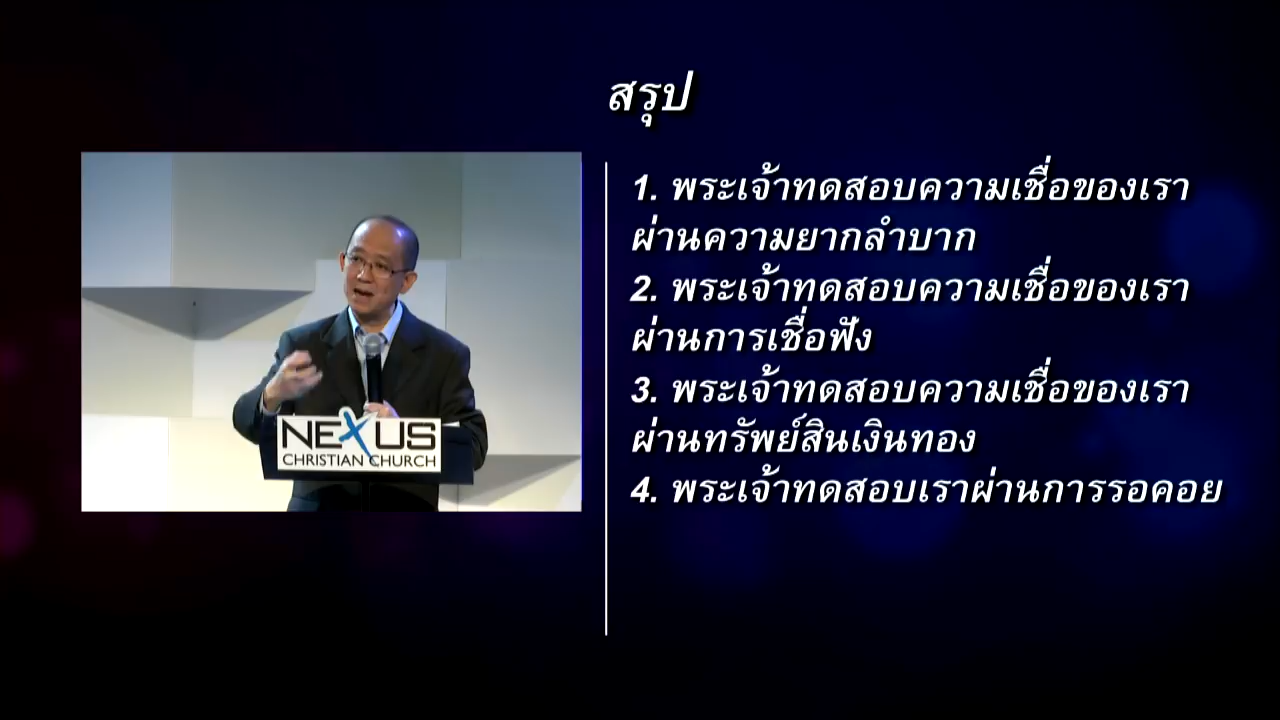 สรุป
1. พระเจ้าทดสอบความเชื่อของเรา
ผ่านความยากลำบาก
2. พระเจ้าทดสอบความเชื่อของเรา
ผ่านการเชื่อฟัง
3. พระเจ้าทดสอบความเชื่อของเรา
ผ่านทรัพย์สินเงินทอง
4. พระเจ้าทดสอบเราผ่านการรอคอย
NEXUS
CHRISTIAN CHURCH